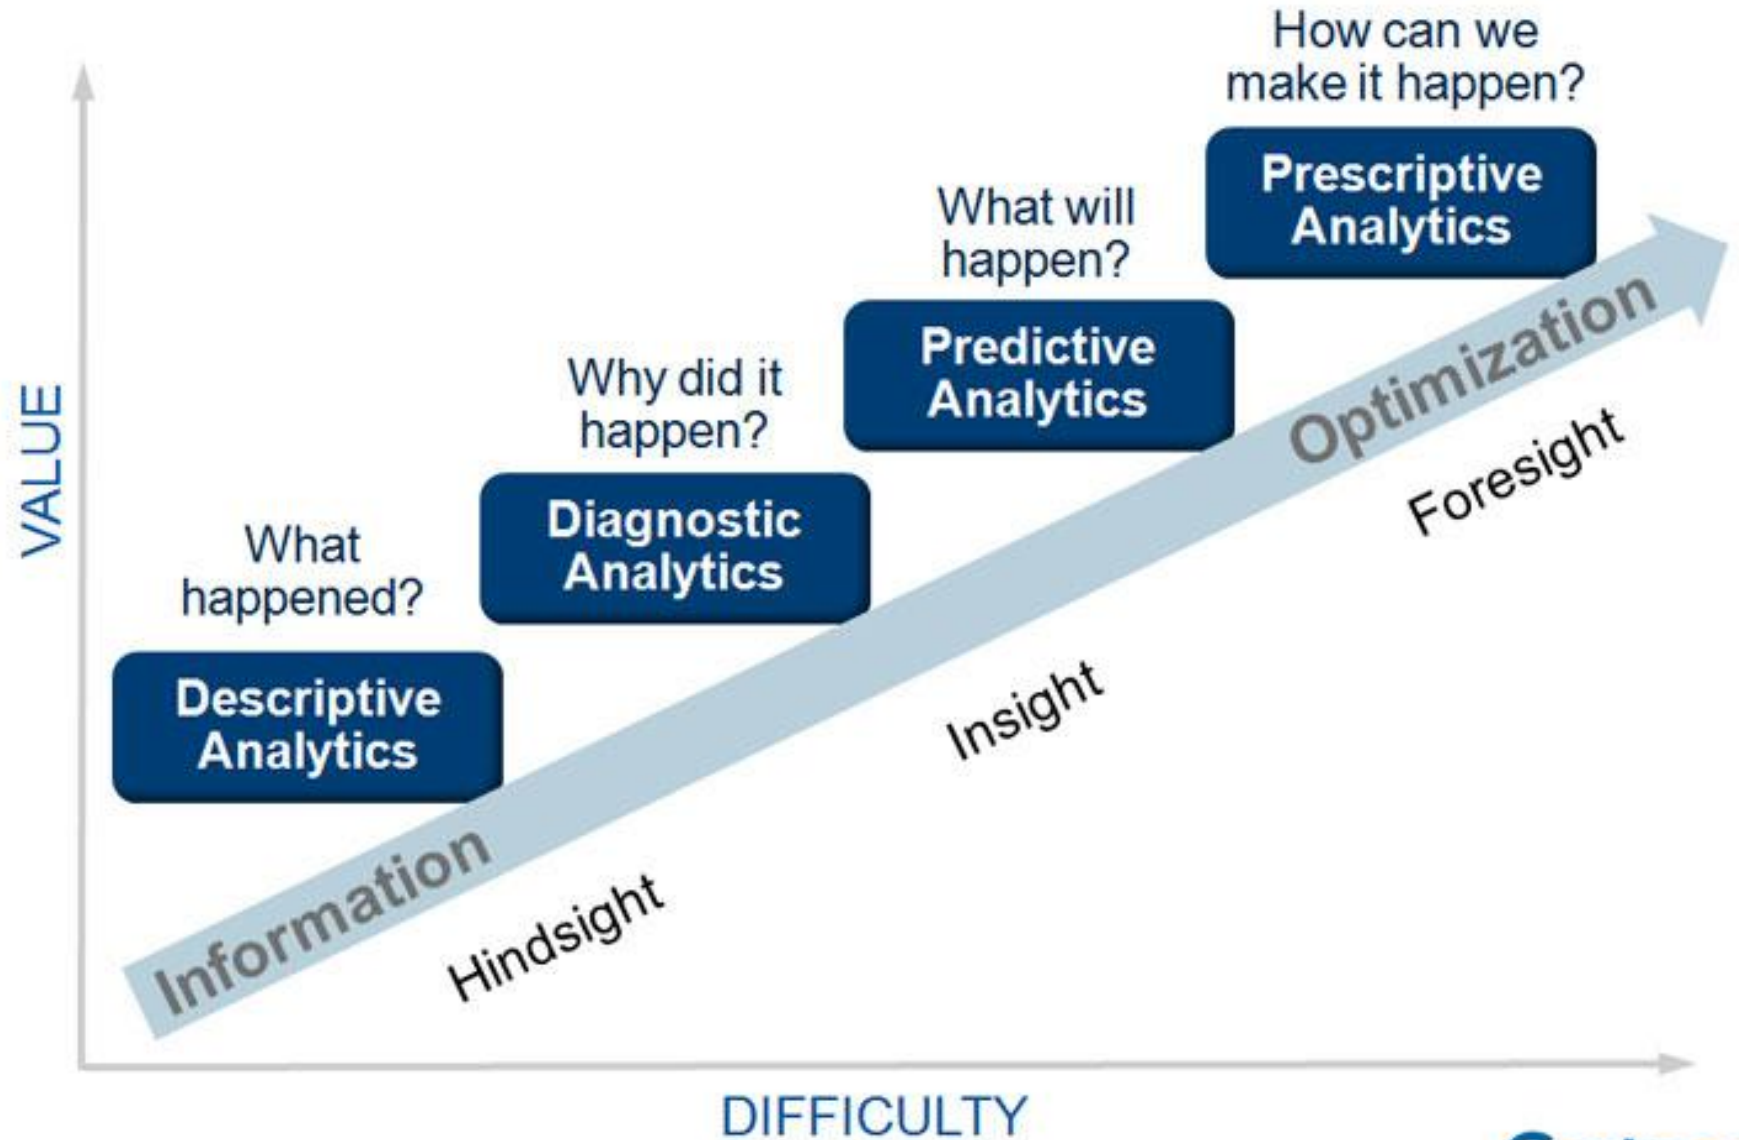 How can we
make it happen?
Prescriptive
Analytics
What will
happen?
Predictive
Analytics
Why did it
happen?
Diagnostic
Analytics
What
happened?
Descriptive
Analytics
VALUE
Information
Optimization
Hindsight
Insight
Foresight
DIFFICULTY